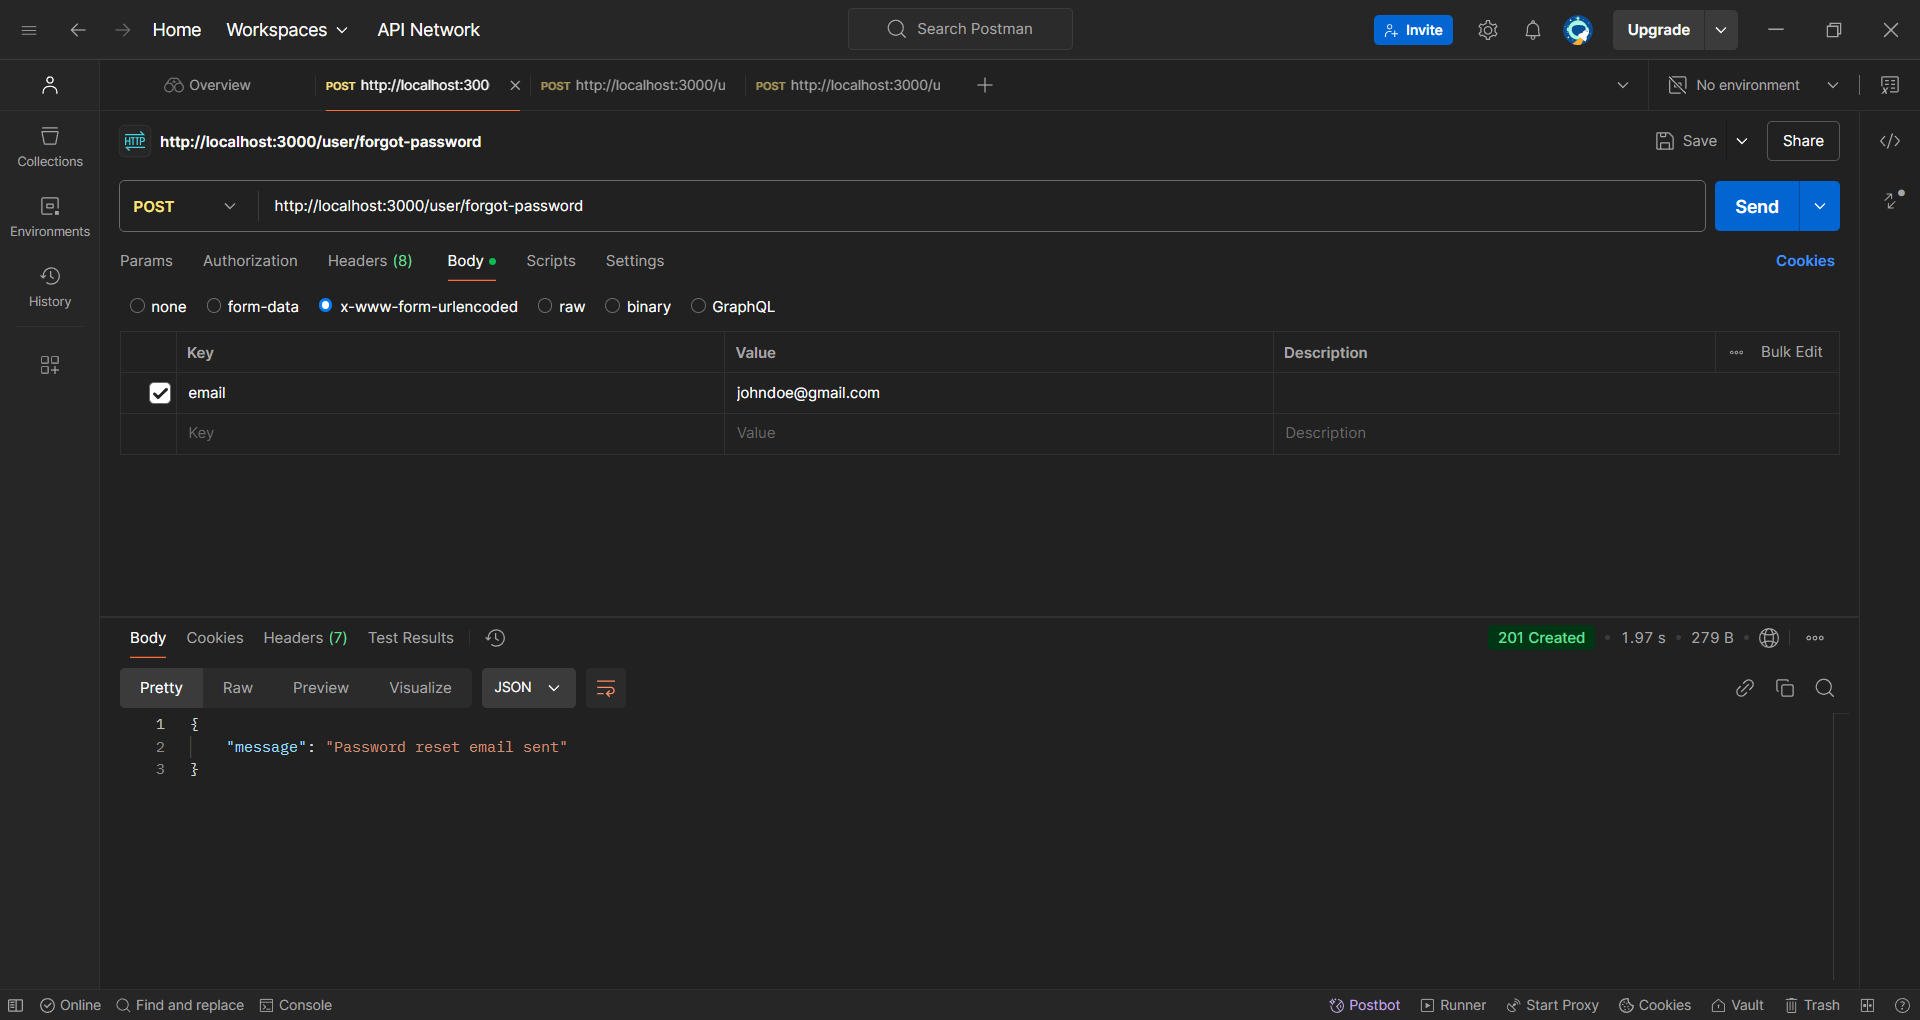 Home Workspaces API Network Search Postman Invite Upgrade
Overview POST http://localhost:300 POST http://localhost:3000/u POST http://localhost:3000/u No environment
HTTP http://localhost:3000/user/forgot-password Save Share
Collections
POST http://localhost:3000/user/forgot-password Send
Environments
Params Authorization Headers (8) Body Scripts Settings Cookies
History
none form-data x-www-form-urlencoded raw binary GraphQL
Key Value Description Bulk Edit
email johndoe@gmail.com
Key Value Description
Body Cookies Headers (7) Test Results 201 Created 1.97 s 279 B
Pretty Raw Preview Visualize JSON
1 {
2 "message": "Password reset email sent"
3 }
Online Find and replace Console Postbot Runner Start Proxy Cookies Vault Trash